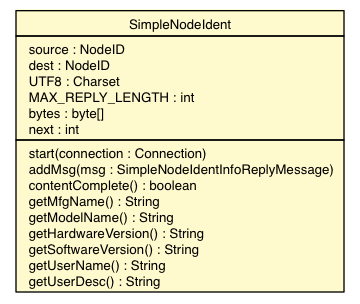 SimpleNodeIdent
source : NodeID
dest : NodeID
UTF8 : Charset
MAX_REPLY_LENGTH : int
bytes : byte[]
next : int
start(connection : Connection)
addMsg(msg : SimpleNodeIdentInfoReplyMessage)
contentComplete() : boolean
getMfgName() : String
getModelName() : String
getHardwareVersion() : String
getSoftwareVersion() : String
getUserName() : String
getUserDesc() : String